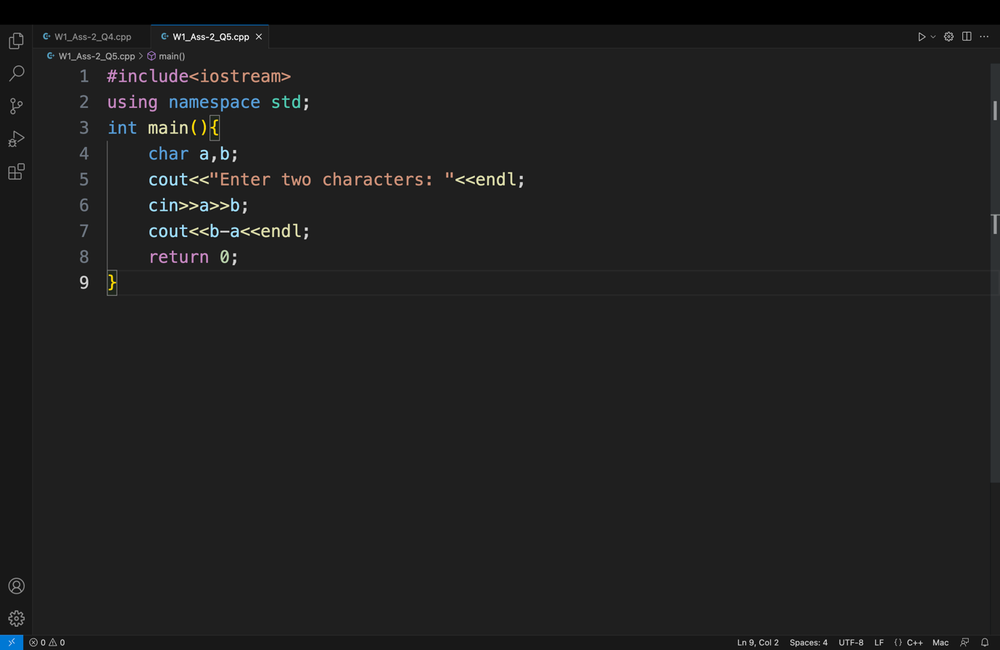 W1_Ass-2_Q4.cpp W1_Ass-2_Q5.cpp
W1_Ass-2_Q5.cpp > main()
1 #include<iostream>
2 using namespace std;
3 int main(){
4     char a,b;
5     cout<<"Enter two characters: "<<endl;
6     cin>>a>>b;
7     cout<<b-a<<endl;
8     return 0;
9 }
0 0 Ln 9, Col 2 Spaces: 4 UTF-8 LF {} C++ Mac